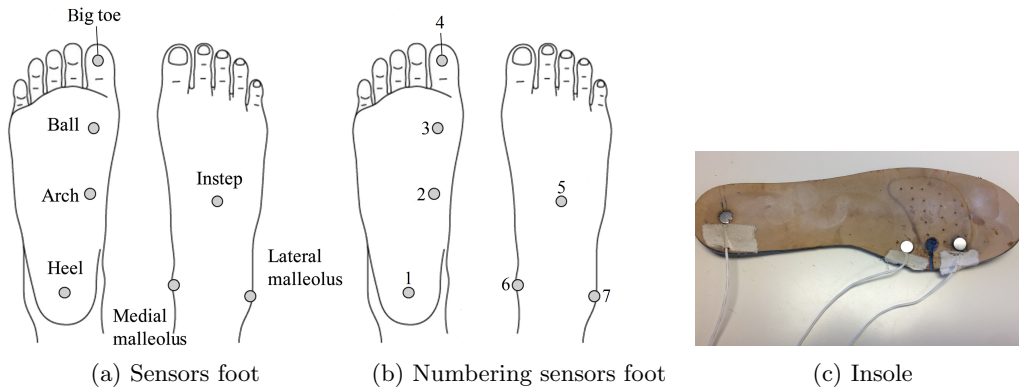 Big toe
Ball
Arch
Instep
Heel
Lateral
malleolus
Medial
malleolus
(a) Sensors foot
4
3
2
5
1
6
7
(b) Numbering sensors foot
(c) Insole